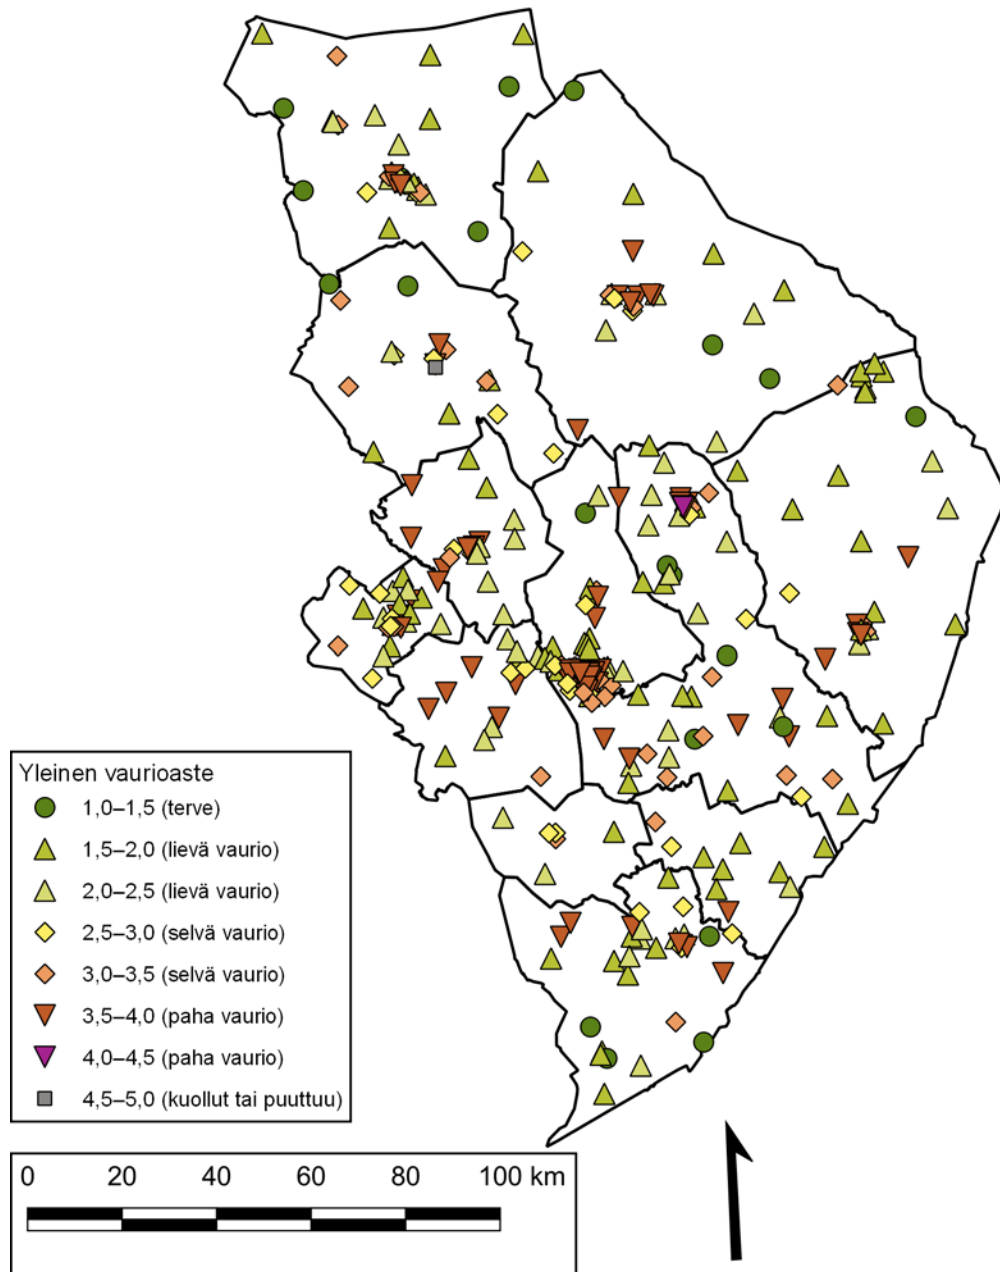 Yleinen vaurioaste
1,0–1,5 (terve)
1,5–2,0 (lievä vaurio)
2,0–2,5 (lievä vaurio)
2,5–3,0 (selvä vaurio)
3,0–3,5 (selvä vaurio)
3,5–4,0 (paha vaurio)
4,0–4,5 (paha vaurio)
4,5–5,0 (kuollut tai puuttuu)
0 20 40 60 80 100 km